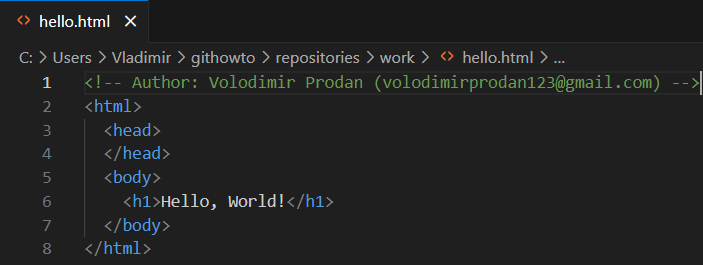 hello.html
C: > Users > Vladimir > githowto > repositories > work > hello.html > ...
1 <!-- Author: Volodimir Prodan (volodimirprodan123@gmail.com) -->
2 <html>
3   <head>
4   </head>
5   <body>
6     <h1>Hello, World!</h1>
7   </body>
8 </html>